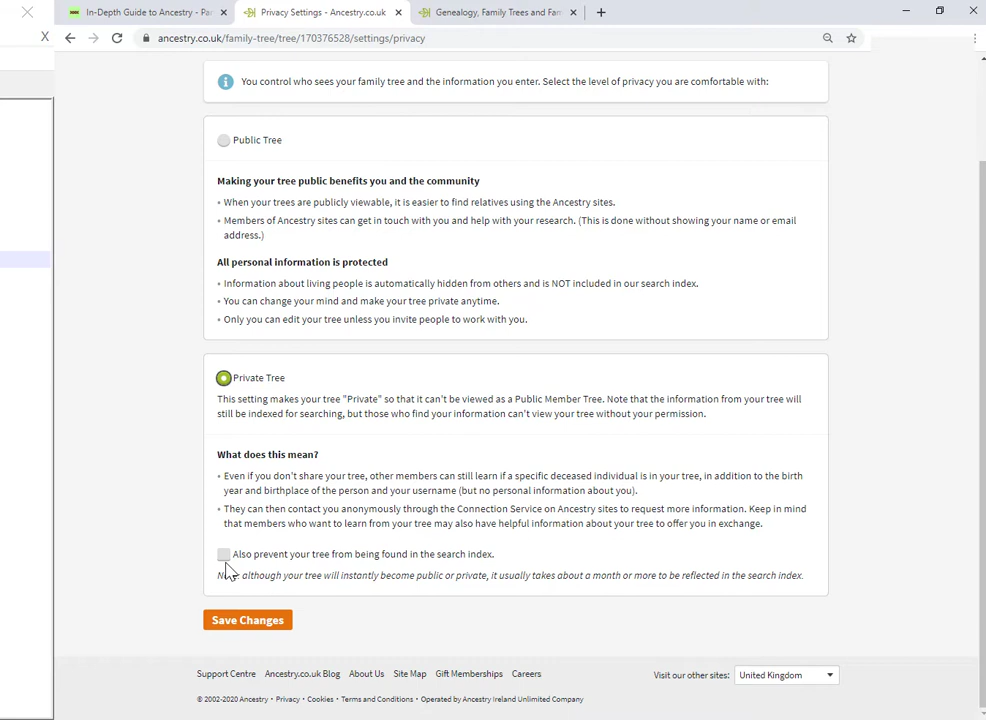 In-Depth Guide to Ancestry - Pa
Privacy Settings - Ancestry.co.uk
Genealogy, Family Trees and Fam
ancestry.co.uk/family-tree/tree/170376528/settings/privacy
You control who sees your family tree and the information you enter. Select the level of privacy you are comfortable with:
Public Tree
Making your tree public benefits you and the community
• When your trees are publicly viewable, it is easier to find relatives using the Ancestry sites.
• Members of Ancestry sites can get in touch with you and help with your research. (This is done without showing your name or email
address.)
All personal information is protected
• Information about living people is automatically hidden from others and is NOT included in our search index.
• You can change your mind and make your tree private anytime.
• Only you can edit your tree unless you invite people to work with you.
Private Tree
This setting makes your tree "Private" so that it can't be viewed as a Public Member Tree. Note that the information from your tree will
still be indexed for searching, but those who find your information can't view your tree without your permission.
What does this mean?
• Even if you don't share your tree, other members can still learn if a specific deceased individual is in your tree, in addition to the birth
year and birthplace of the person and your username (but no personal information about you).
• They can then contact you anonymously through the Connection Service on Ancestry sites to request more information. Keep in mind
that members who want to learn from your tree may also have helpful information about your tree to offer you in exchange.
Also prevent your tree from being found in the search index.
although your tree will instantly become public or private, it usually takes about a month or more to be reflected in the search index.
Save Changes
Support Centre Ancestry.co.uk Blog About Us Site Map Gift Memberships Careers
Visit our other sites: United Kingdom
© 2002-2020 Ancestry • Privacy • Cookies • Terms and Conditions • Operated by Ancestry Ireland Unlimited Company